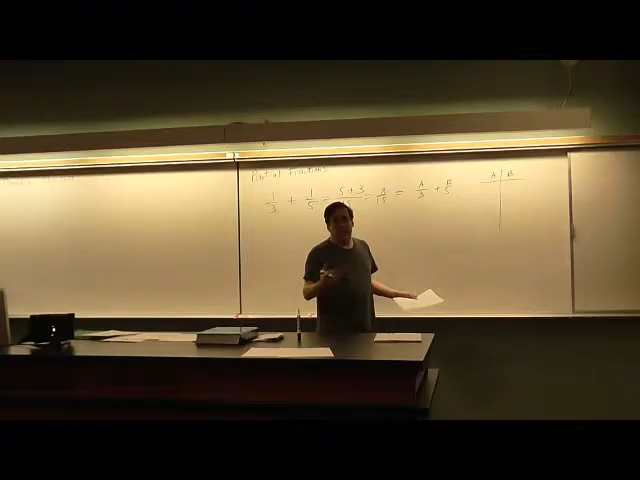 Partial fractions
1/3 + 1/5 = 5+3/15 = 8/15 = A/3 + B/5
A B